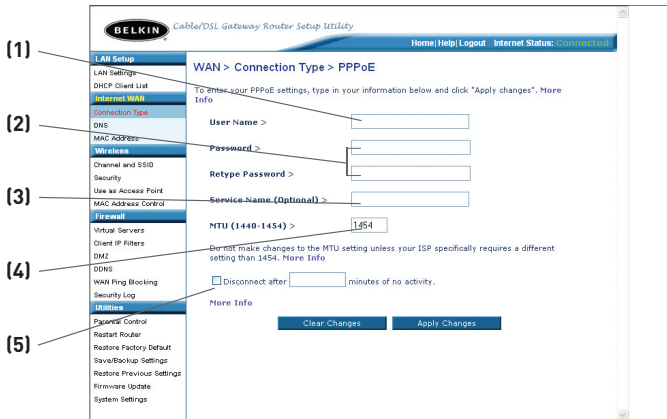 BELKIN
Cable/DSL Gateway Router Setup Utility
Home|Help|Logout Internet Status: Connected
(1)
(2)
(3)
(4)
(5)
LAN Setup
LAN Settings
DHCP Client List
Internet WAN
Connection Type
DNS
MAC Address
Wireless
Channel and SSID
Security
Use as Access Point
MAC Address Control
Firewall
Virtual Servers
Client IP Filters
DMZ
DDNS
WAN Ping Blocking
Security Log
Utilities
Parental Control
Restart Router
Restore Factory Default
Save/Backup Settings
Restore Previous Settings
Firmware Update
System Settings
WAN > Connection Type > PPPoE
To enter your PPPoE settings, type in your information below and click "Apply changes". More
Info
User Name >
Password >
Retype Password >
Service Name (Optional) >
MTU (1440-1454) > 1454
Do not make changes to the MTU setting unless your ISP specifically requires a different
setting than 1454. More Info
Disconnect after minutes of no activity.
More Info
Clear Changes Apply Changes